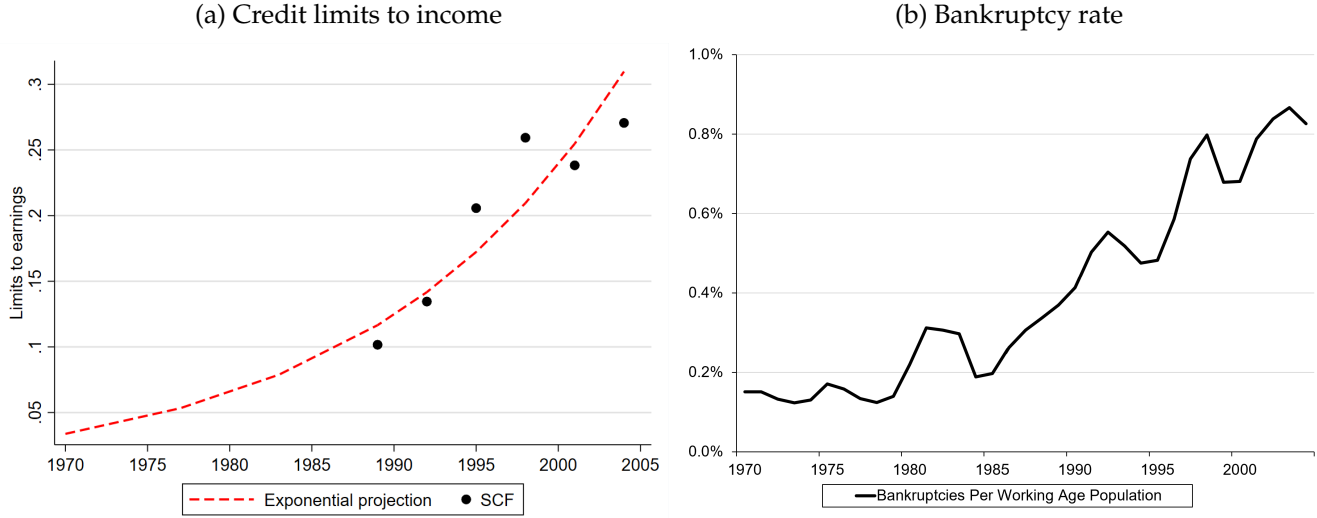 (a) Credit limits to income
Limits to earnings
.3
.25
.2
.15
.1
.05
1970 1975 1980 1985 1990 1995 2000 2005
Exponential projection SCF
(b) Bankruptcy rate
1.0%
0.8%
0.6%
0.4%
0.2%
0.0%
1970 1975 1980 1985 1990 1995 2000
Bankruptcies Per Working Age Population